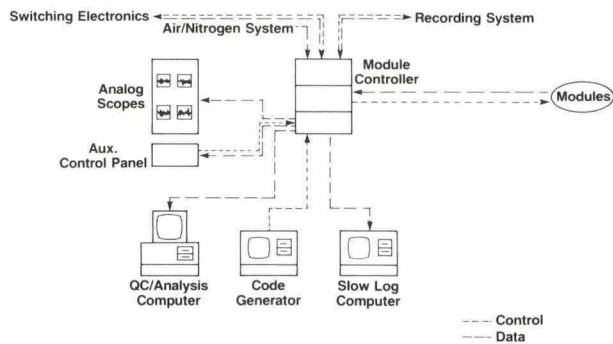 Switching Electronics
Recording System
Air/Nitrogen System
Module
Controller
Analog
Scopes
Modules
Aux.
Control Panel
QC/Analysis
Computer
Code
Generator
Slow Log
Computer
Control
Data